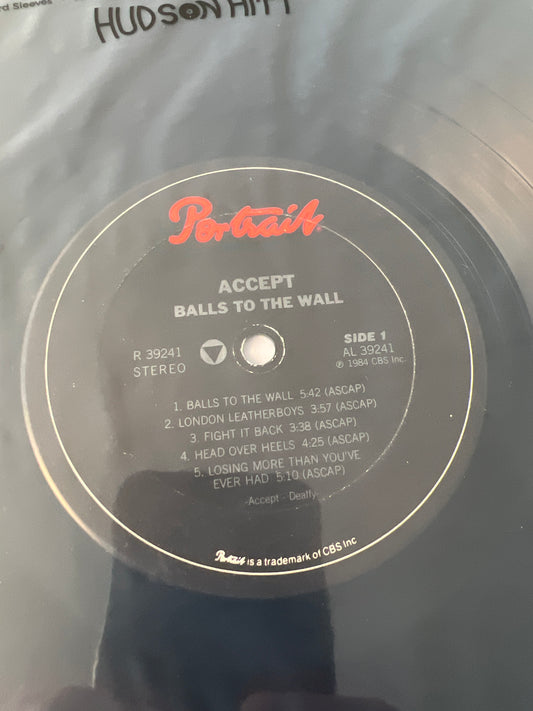 rd Sleeves
HUDSON HITT
Portrait
ACCEPT
BALLS TO THE WALL
R 39241
STEREO
SIDE 1
AL 39241
℗ 1984 CBS Inc.
1. BALLS TO THE WALL 5:42 (ASCAP)
2. LONDON LEATHERBOYS 3:57 (ASCAP)
3. FIGHT IT BACK 3:38 (ASCAP)
4. HEAD OVER HEELS 4:25 (ASCAP)
5. LOSING MORE THAN YOU'VE
EVER HAD 5:10 (ASCAP)
-Accept - Deaffy-
Portrait is a trademark of CBS Inc